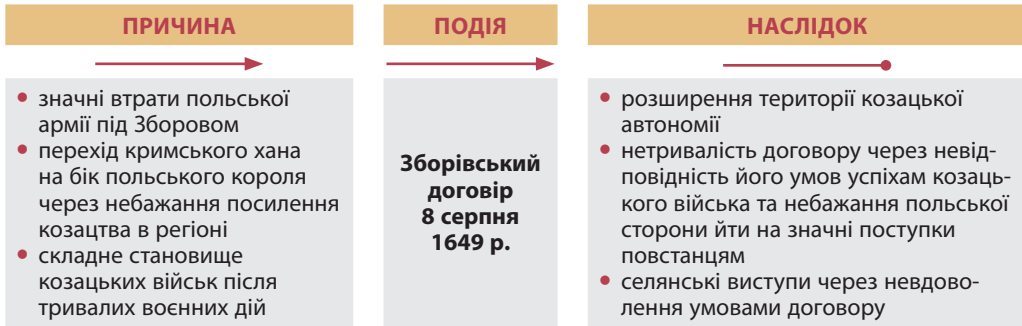 ПРИЧИНА
значні втрати польської
армії під Зборовом
перехід кримського хана
на бік польського короля
через небажання посилення
козацтва в регіоні
складне становище
козацьких військ після
тривалих воєнних дій
ПОДІЯ
Зборівський
договір
8 серпня
1649 р.
НАСЛІДОК
розширення території козацької
автономії
нетривалість договору через невід-
повідність його умов успіхам козаць-
кого війська та небажання польської
сторони йти на значні поступки
повстанцям
селянські виступи через невдово-
лення умовами договору